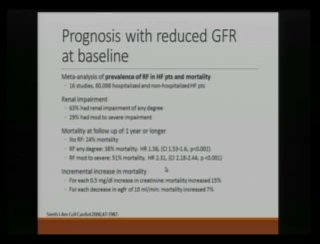 Prognosis with reduced GFR
at baseline
Meta-analysis of prevalence of RF in HF pts and mortality
◦ 16 studies, 80,098 hospitalized and non-hospitalized HF pts
Renal impairment
◦ 63% had renal impairment of any degree
◦ 29% had mod to severe impairment
Mortality at follow up of 1 year or longer
◦ No RF: 24% mortality
◦ RF any degree: 38% mortality. HR 1.56, (CI 1.53-1.6, p<0.001)
◦ RF mod to severe: 51% mortality. HR 2.31, (CI 2.18-2.44, p <0.001)
Incremental increase in mortality
◦ For each 0.5 mg/dl increase in creatinine: mortality increased 15%
◦ For each decrease in egfr of 10 ml/min: mortality increased 7%
Smith J Am Coll Cardiol 2006;47:1987